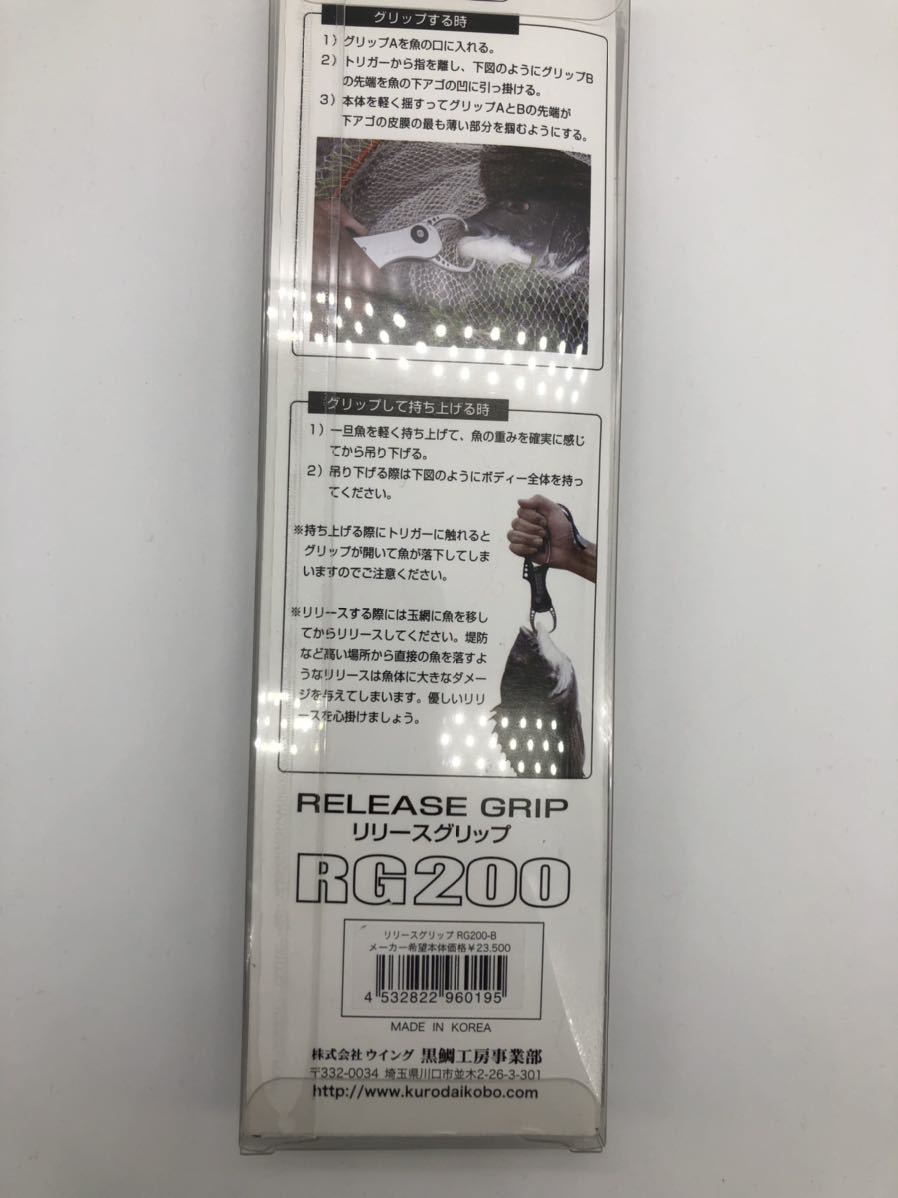 グリップする時
1）グリップAを魚の口に入れる。
2）トリガーから指を離し、下図のようにグリップB
の先端を魚の下アゴの凹に引っ掛ける。
3）本体を軽く揺すってグリップAとBの先端が
下アゴの皮膜の最も薄い部分を掴むようにする。
グリップして持ち上げる時
1）一旦魚を軽く持ち上げて、魚の重みを確実に感じ
てから吊り下げる。
2）吊り下げる際は下図のようにボディー全体を持っ
てください。
※持ち上げる際にトリガーに触れると
グリップが開いて魚が落下してしま
いますのでご注意ください。
※リリースする際には玉網に魚を移し
てからリリースしてください。堤防
など高い場所から直接の魚を落すよ
うなリリースは魚体に大きなダメー
ジを与えてしまいます。優しいリリ
ースを心掛けましょう。
RELEASE GRIP
リリースグリップ
RG200
リリースグリップ RG200-B
メーカー希望本体価格￥23,500
4 532822 960195
MADE IN KOREA
株式会社ウイング 黒鯛工房事業部
〒332-0034 埼玉県川口市並木2-26-3-301
http://www.kurodaikobo.com